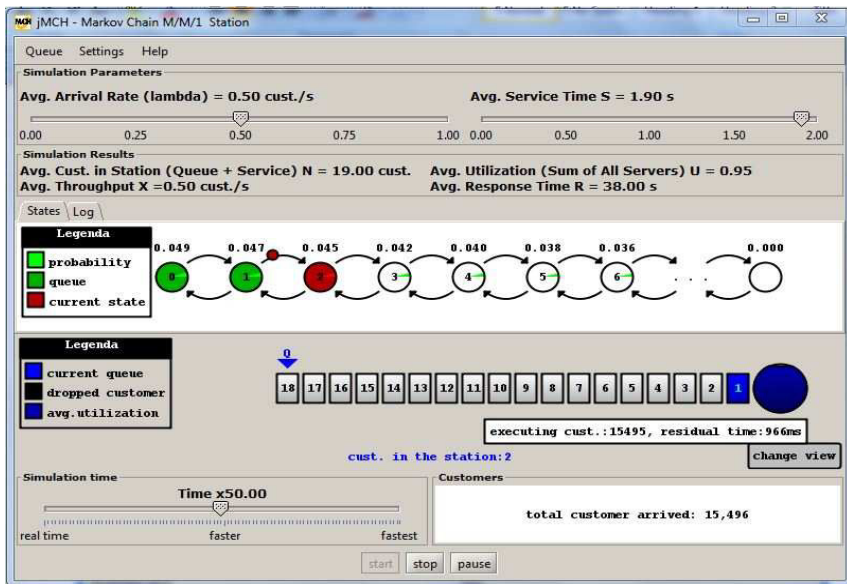 jMCH - Markov Chain M/M/1 Station
Queue Settings Help
Simulation Parameters
Avg. Arrival Rate (lambda) = 0.50 cust./s Avg. Service Time S = 1.90 s
0.00 0.25 0.50 0.75 1.00 0.00 0.50 1.00 1.50 2.00
Simulation Results
Avg. Cust. in Station (Queue + Service) N = 19.00 cust. Avg. Utilization (Sum of All Servers) U = 0.95
Avg. Throughput X =0.50 cust./s Avg. Response Time R = 38.00 s
States Log
Legenda
probability
queue
current state
0.049 0.047 0.045 0.042 0.040 0.038 0.036 0.000
0 1 2 3 4 5 6 . . .
Legenda
current queue
dropped customer
avg.utilization
Q
18 17 16 15 14 13 12 11 10 9 8 7 6 5 4 3 2 1
executing cust.:15495, residual time:966ms
cust. in the station:2
change view
Simulation time
Time x50.00
real time faster fastest
Customers
total customer arrived: 15,496
start stop pause